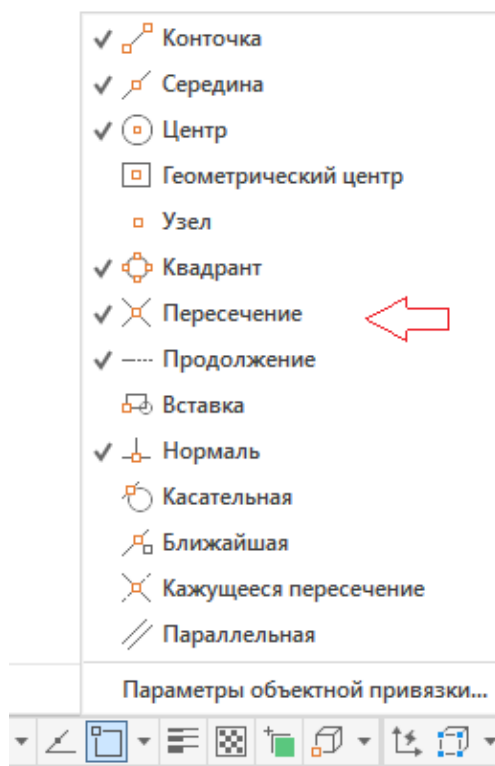 Конточка
Середина
Центр
Геометрический центр
Узел
Квадрант
Пересечение
Продолжение
Вставка
Нормаль
Касательная
Ближайшая
Кажущееся пересечение
Параллельная
Параметры объектной привязки...